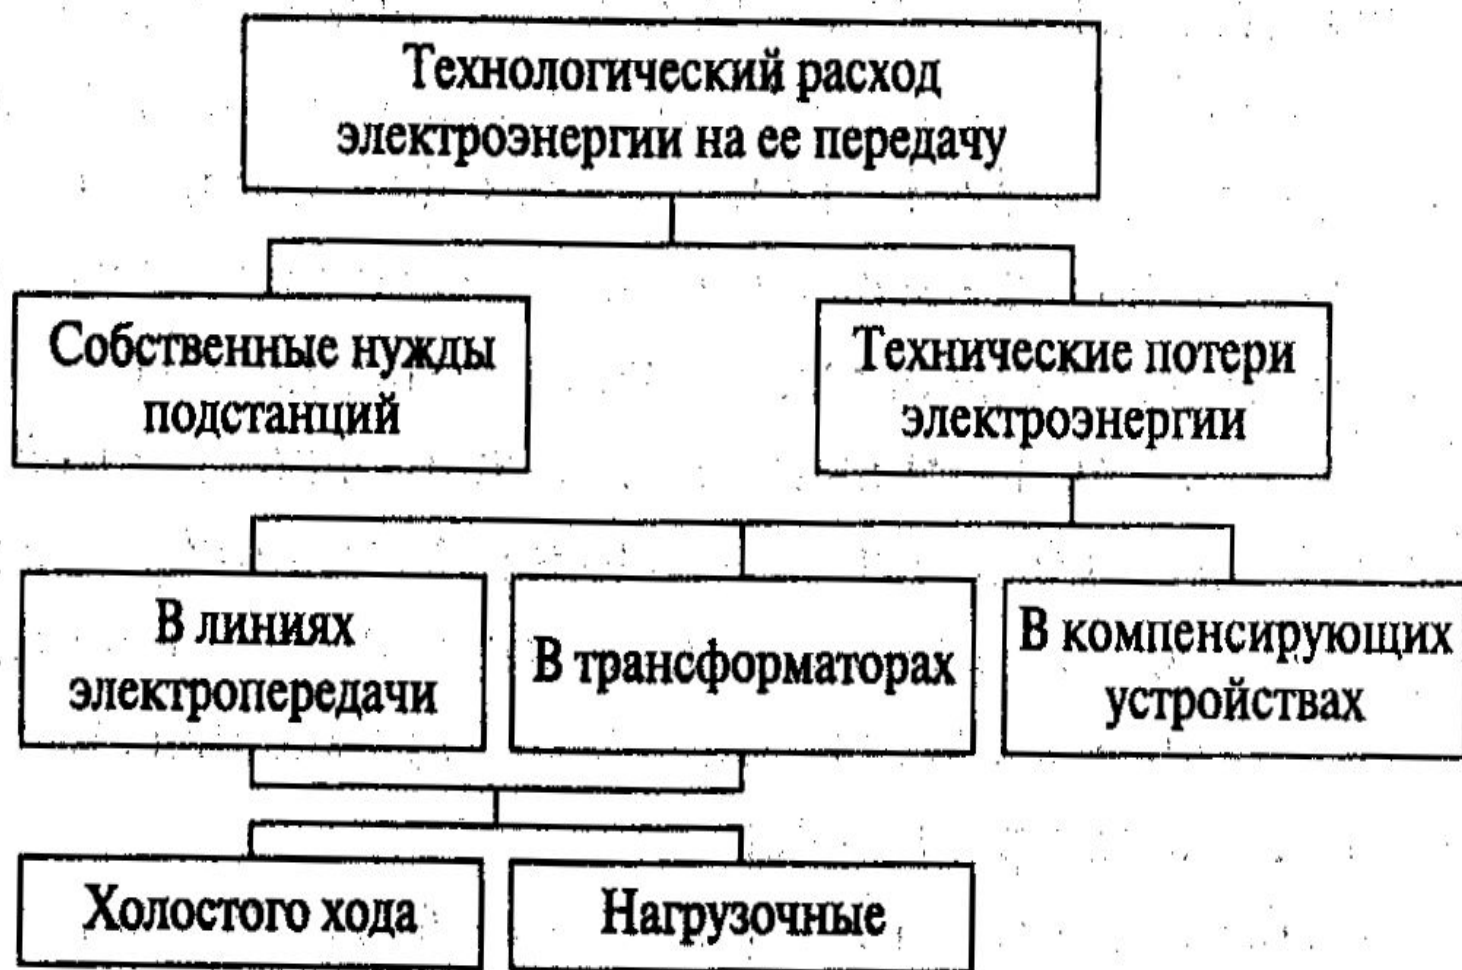 Технологический расход
электроэнергии на ее передачу
Собственные нужды
подстанций
Технические потери
электроэнергии
В линиях
электропередачи
В трансформаторах
В компенсирующих
устройствах
Холостого хода
Нагрузочные